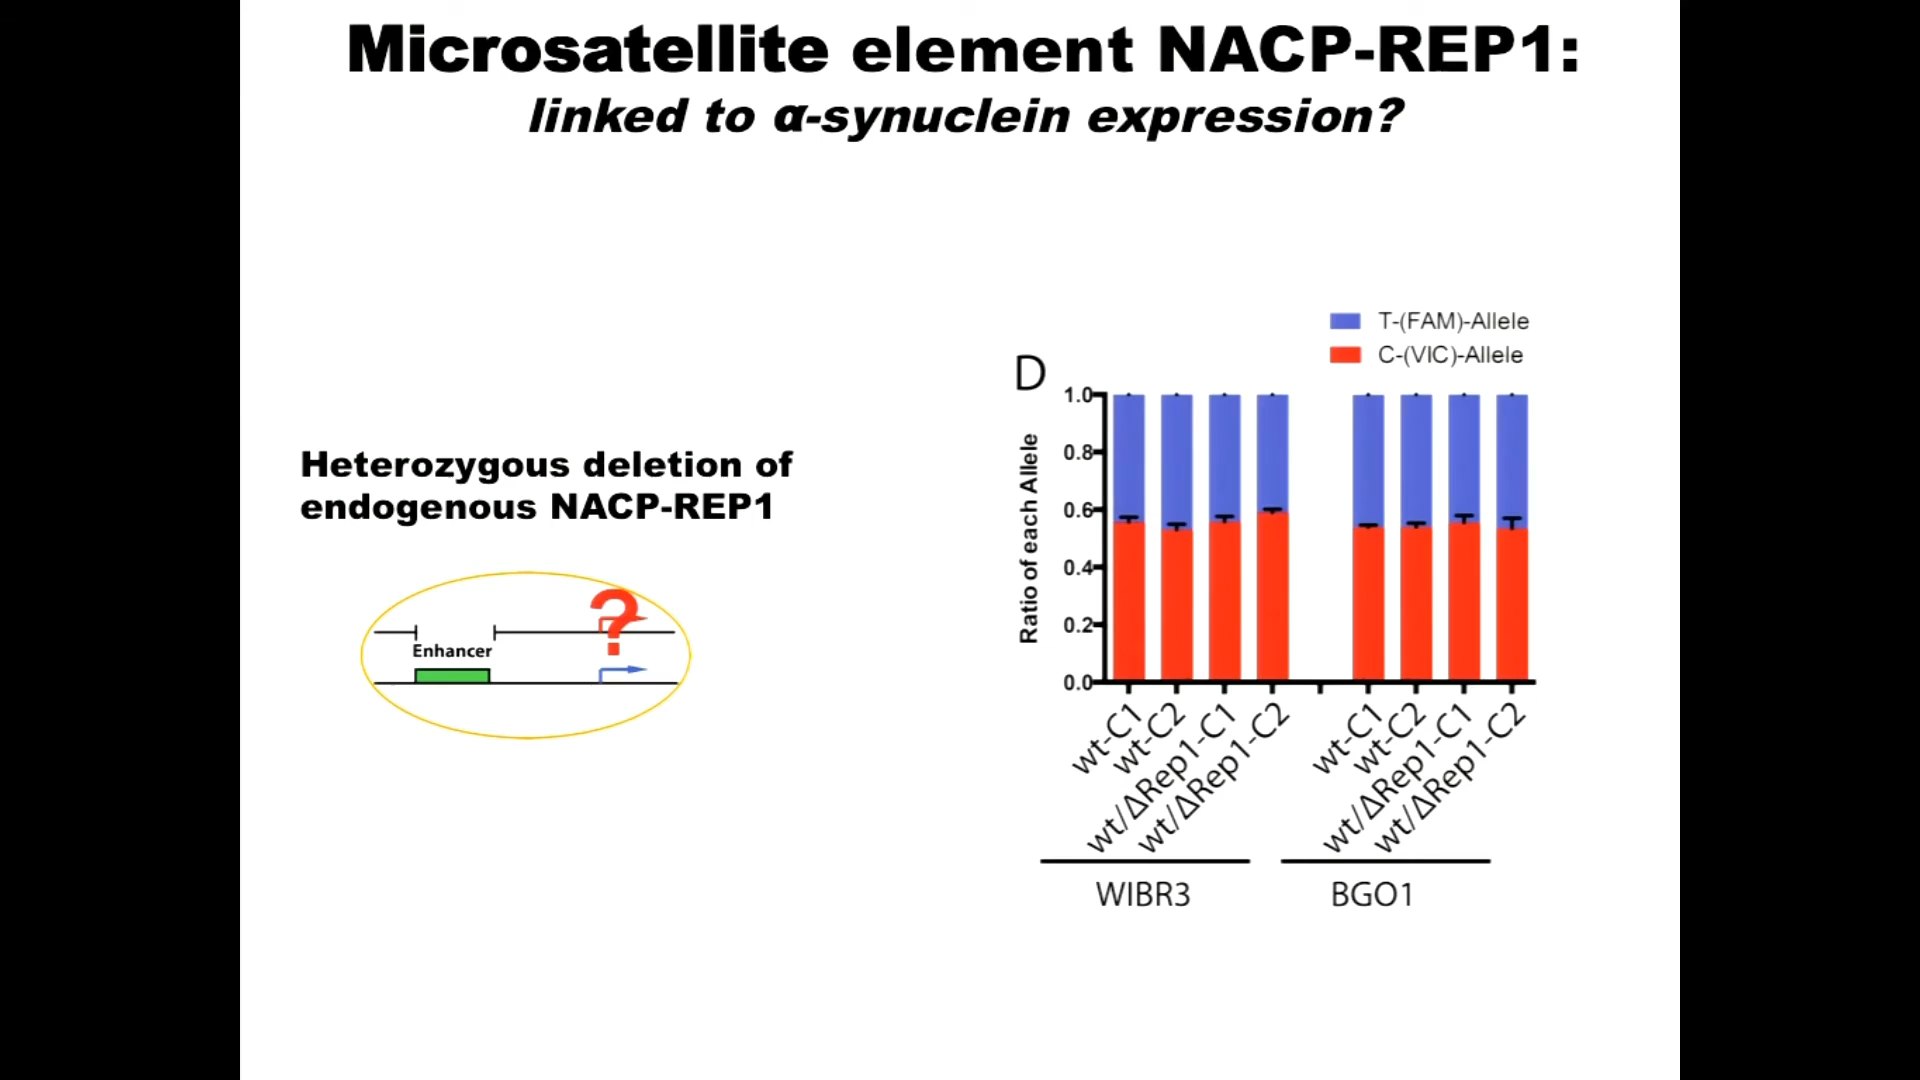 Microsatellite element NACP-REP1:
linked to α-synuclein expression?
Heterozygous deletion of
endogenous NACP-REP1
?
Enhancer
T-(FAM)-Allele
C-(VIC)-Allele
D
Ratio of each Allele
1.0
0.8
0.6
0.4
0.2
0.0
wt-C1
wt-C2
wt/ΔRep1-C1
wt/ΔRep1-C2
wt-C1
wt-C2
wt/ΔRep1-C1
wt/ΔRep1-C2
WIBR3
BGO1